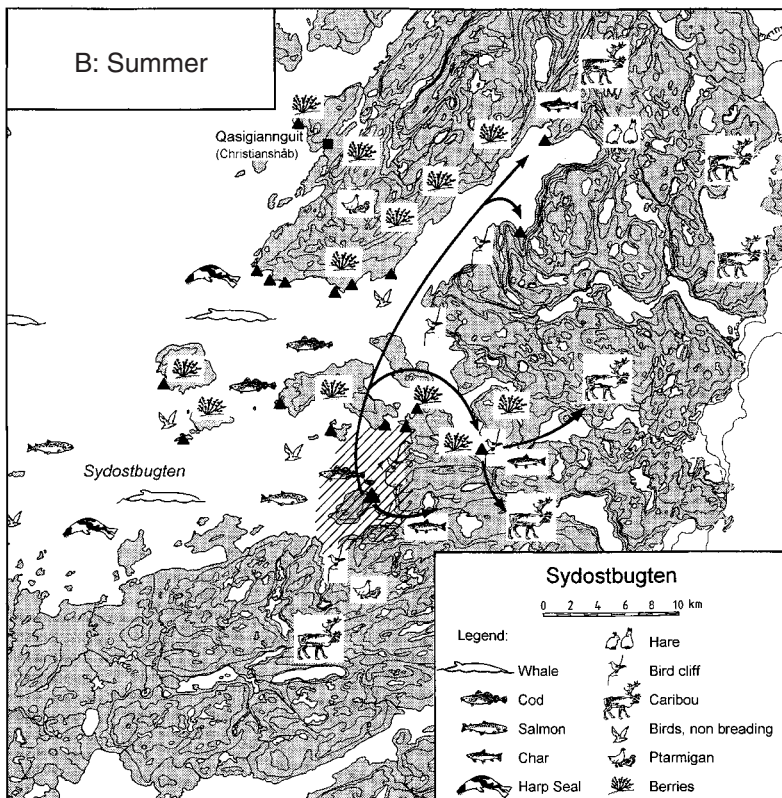 B: Summer
Qasigiannguit
(Christianshåb)
Sydostbugten
Sydostbugten
0 2 4 6 8 10 km
Legend:
Whale
Cod
Salmon
Char
Harp Seal
Hare
Bird cliff
Caribou
Birds, non breading
Ptarmigan
Berries